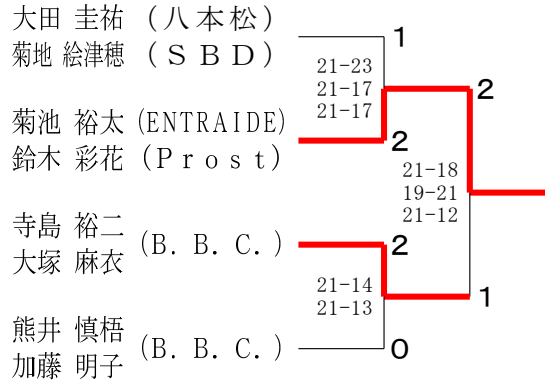 大田 圭祐 (八本松)
菊地 絵津穂 (SBD)
1
21-23
21-17
21-17
2
菊池 裕太 (ENTRAIDE)
鈴木 彩花 (Prost)
2
21-18
19-21
21-12
寺島 裕二
大塚 麻衣
(B. B. C. )
2
21-14
21-13
1
熊井 慎悟
加藤 明子
(B. B. C. )
0